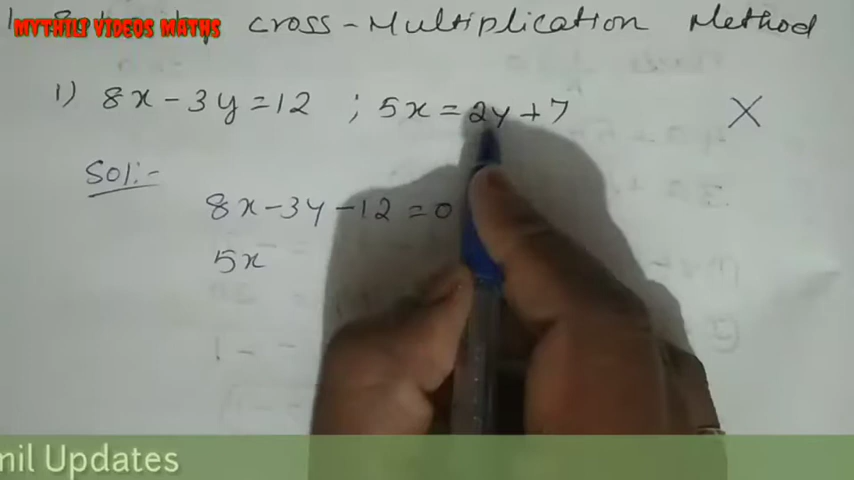 MYTHILI VIDEOS MATHS cross-Multiplication Method
1) 8x - 3y = 12 ; 5x = 2y + 7
Sol:-
8x - 3y - 12 = 0
5x
nil Updates